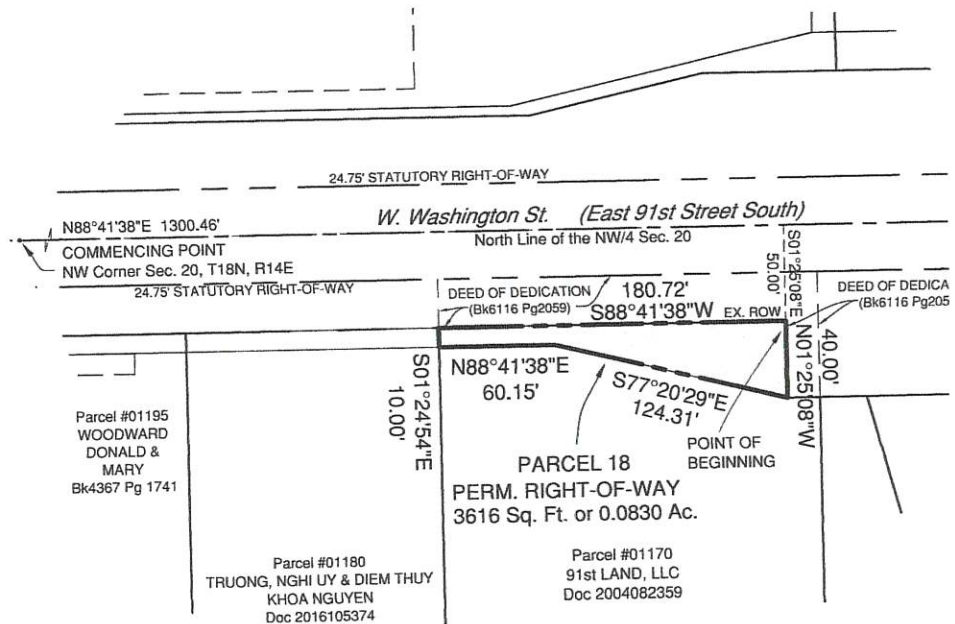 24.75' STATUTORY RIGHT-OF-WAY
N88°41'38"E 1300.46'
W. Washington St. (East 91st Street South)
North Line of the NW/4 Sec. 20
COMMENCING POINT
NW Corner Sec. 20, T18N, R14E
24.75' STATUTORY RIGHT-OF-WAY
S01°25'08"E
50.00'
DEED OF DEDICATION
(Bk6116 Pg2059)
180.72'
S88°41'38"W
EX. ROW
DEED OF DEDICA
(Bk6116 Pg205
N88°41'38"E
60.15'
S77°20'29"E
124.31'
N01°25'08"W
40.00'
S01°24'54"E
10.00'
POINT OF
BEGINNING
Parcel #01195
WOODWARD
DONALD &
MARY
Bk4367 Pg 1741
PARCEL 18
PERM. RIGHT-OF-WAY
3616 Sq. Ft. or 0.0830 Ac.
Parcel #01180
TRUONG, NGHI UY & DIEM THUY
KHOA NGUYEN
Doc 2016105374
Parcel #01170
91st LAND, LLC
Doc 2004082359